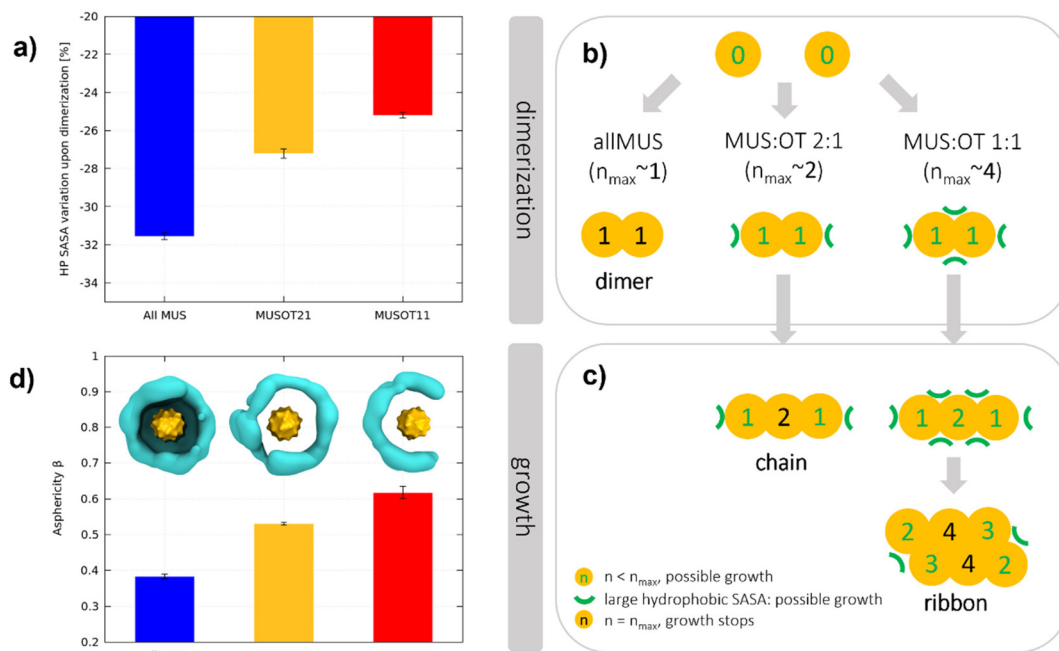 a)
HP SASA variation upon dimerization [%]
-20
-22
-24
-26
-28
-30
-32
-34
All MUS
MUSOT21
MUSOT11
dimerization
b)
0 0
allMUS
(nmax~1)
MUS:OT 2:1
(nmax~2)
MUS:OT 1:1
(nmax~4)
1 1
1 1
1 1
dimer
d)
Asphericity β
1
0.9
0.8
0.7
0.6
0.5
0.4
0.3
0.2
growth
c)
1 2 1
1 2 1
chain
2 4 3
3 4 2
ribbon
n n < nmax, possible growth
large hydrophobic SASA: possible growth
n n = nmax, growth stops